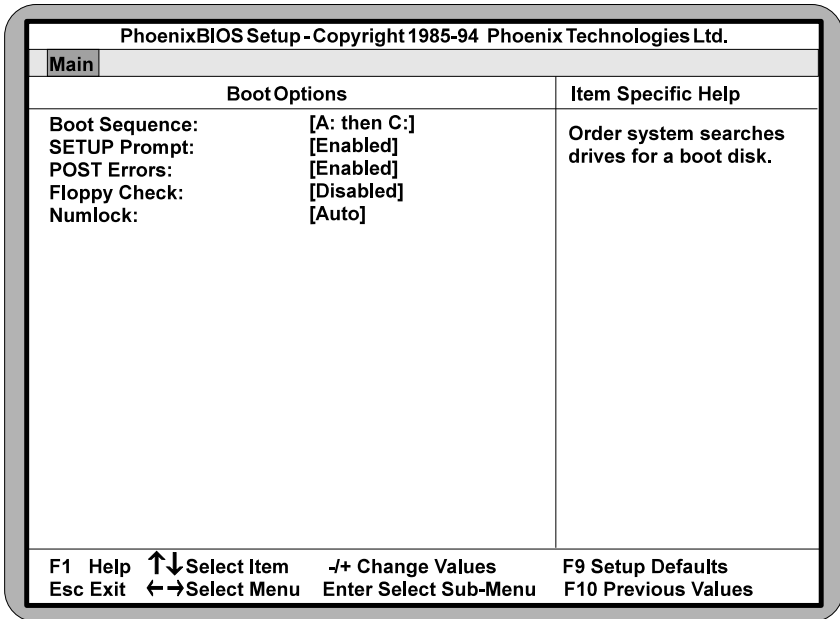 PhoenixBIOS Setup - Copyright 1985-94 Phoenix Technologies Ltd.
Main
Boot Options
Item Specific Help
Boot Sequence: [A: then C:]
SETUP Prompt: [Enabled]
POST Errors: [Enabled]
Floppy Check: [Disabled]
Numlock: [Auto]
Order system searches
drives for a boot disk.
F1 Help ↑↓Select Item -/+ Change Values F9 Setup Defaults
Esc Exit ←→Select Menu Enter Select Sub-Menu F10 Previous Values